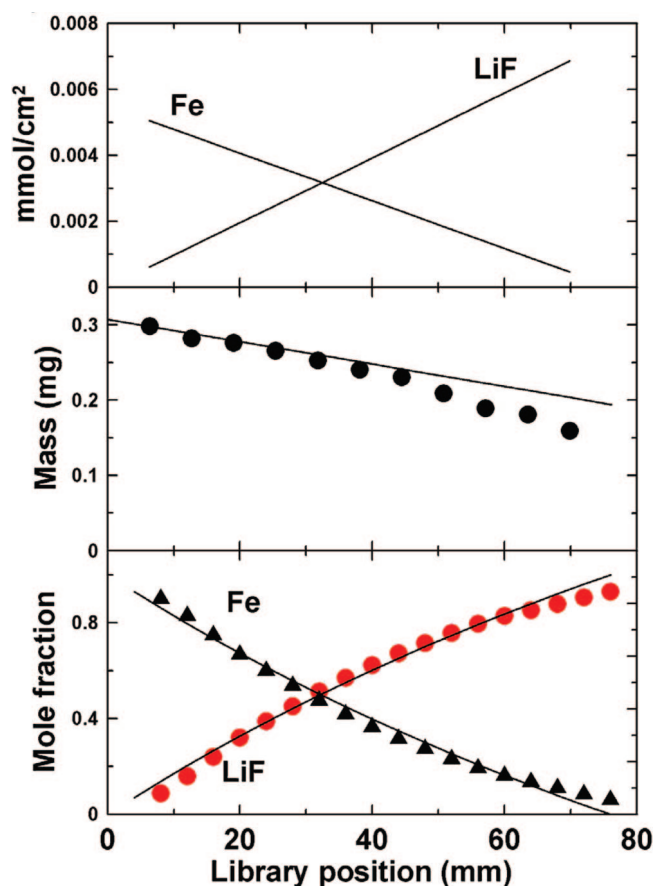 0.008
LiF
Fe
0.006
mmol/cm²
0.004
0.002
0
0.3
Mass (mg)
0.2
0.1
0
Fe
0.8
Mole fraction
0.4
LiF
0
0 20 40 60 80
Library position (mm)